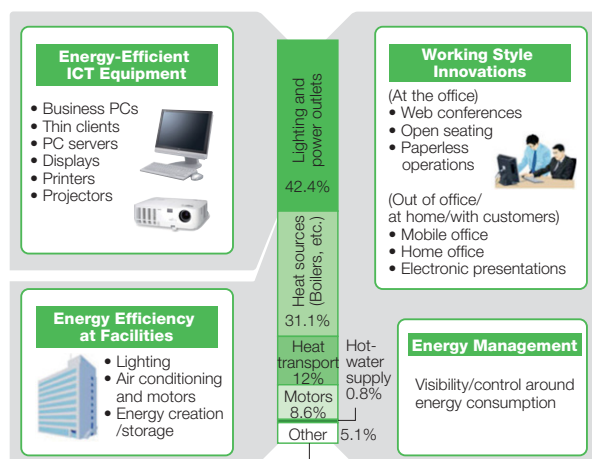 Energy-Efficient
ICT Equipment
• Business PCs
• Thin clients
• PC servers
• Displays
• Printers
• Projectors
Lighting and
power outlets
42.4%
Heat sources
(Boilers, etc.)
31.1%
Heat
transport
12%
Motors
8.6%
Hot-
water
supply
0.8%
Other
5.1%
Working Style
Innovations
(At the office)
• Web conferences
• Open seating
• Paperless
operations
(Out of office/
at home/with customers)
• Mobile office
• Home office
• Electronic presentations
Energy Efficiency
at Facilities
• Lighting
• Air conditioning
and motors
• Energy creation
/storage
Energy Management
Visibility/control around
energy consumption